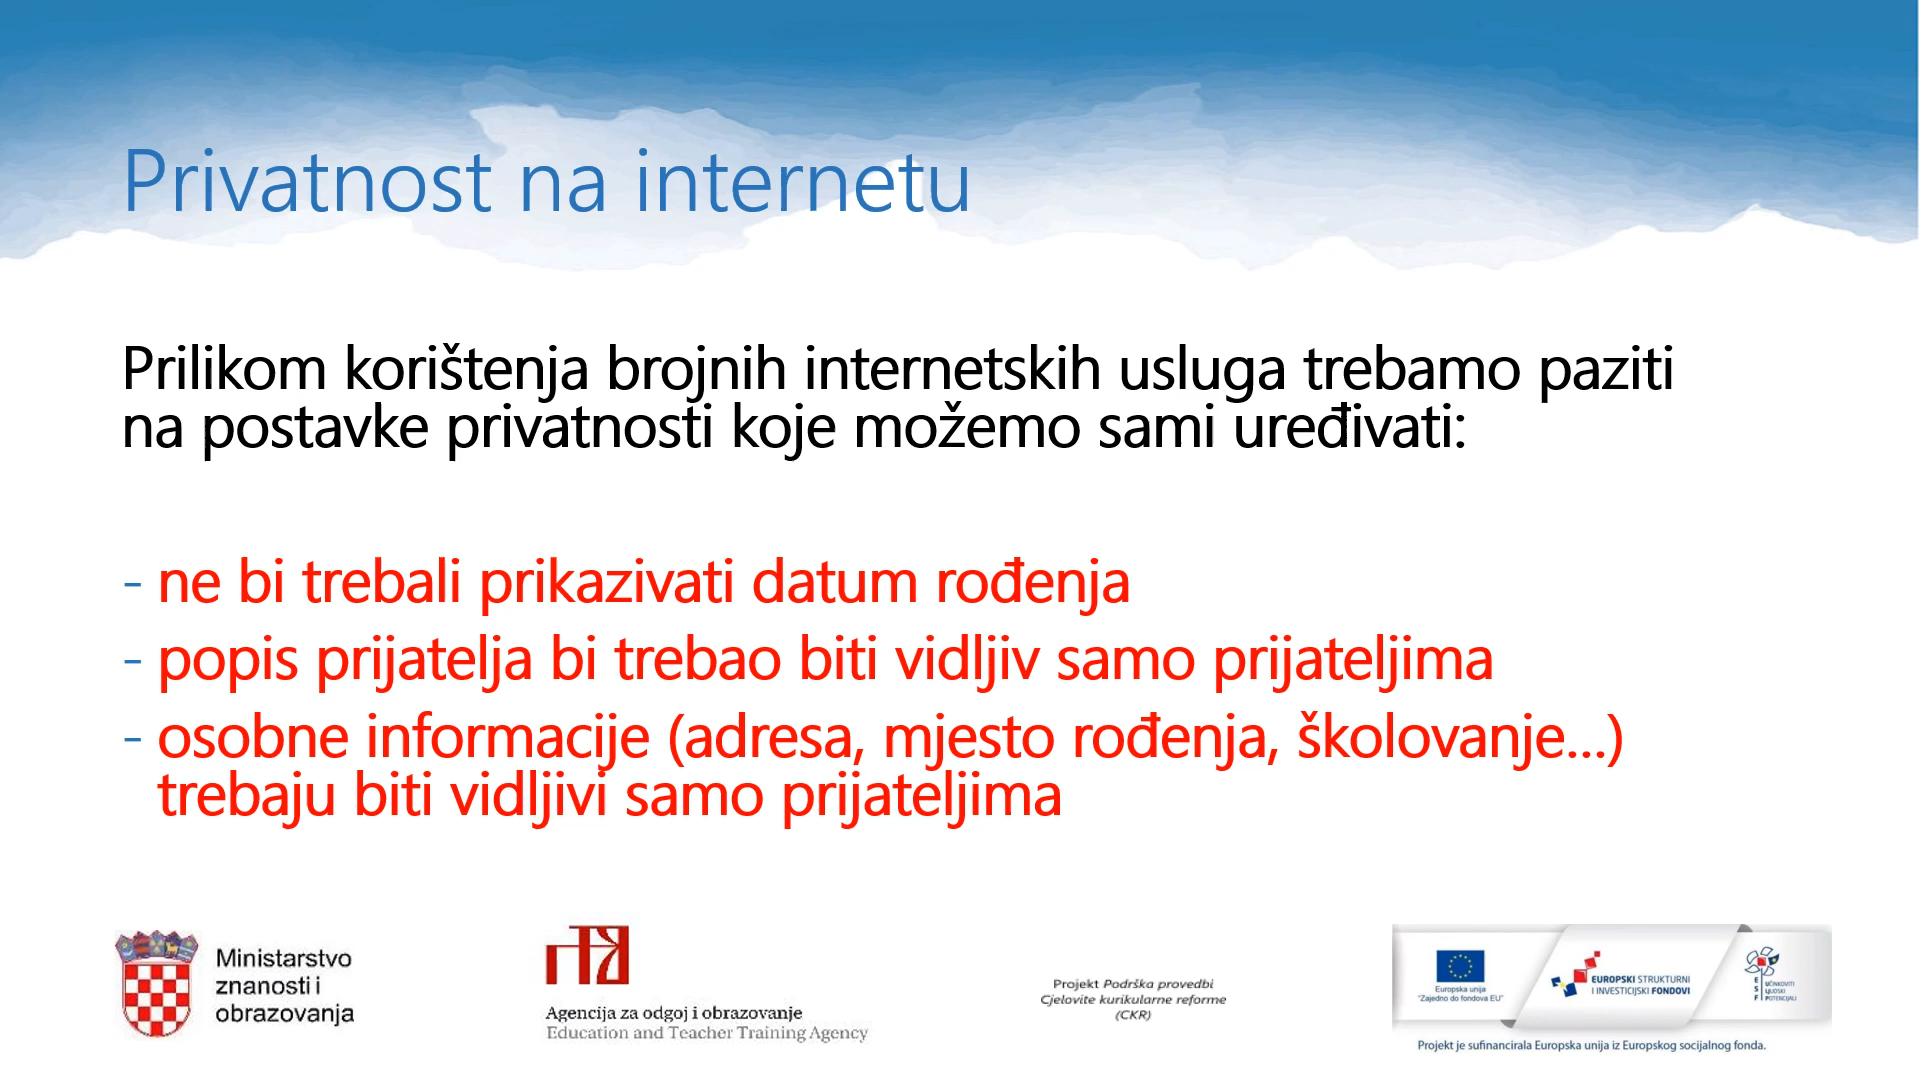 Privatnost na internetu
Prilikom korištenja brojnih internetskih usluga trebamo paziti
na postavke privatnosti koje možemo sami uređivati:
- ne bi trebali prikazivati datum rođenja
- popis prijatelja bi trebao biti vidljiv samo prijateljima
- osobne informacije (adresa, mjesto rođenja, školovanje...)
trebaju biti vidljivi samo prijateljima
Ministarstvo
znanosti i
obrazovanja
Agencija za odgoj i obrazovanje
Education and Teacher Training Agency
Projekt Podrška provedbi
Cjelovite kurikularne reforme
(CKR)
Europska unija
"Zajedno do fondova EU"
EUROPSKI STRUKTURNI
I INVESTICIJSKI FONDOVI
ESF
UČINKOVITI
LJUDSKI
POTENCIJALI
Projekt je sufinancirala Europska unija iz Europskog socijalnog fonda.